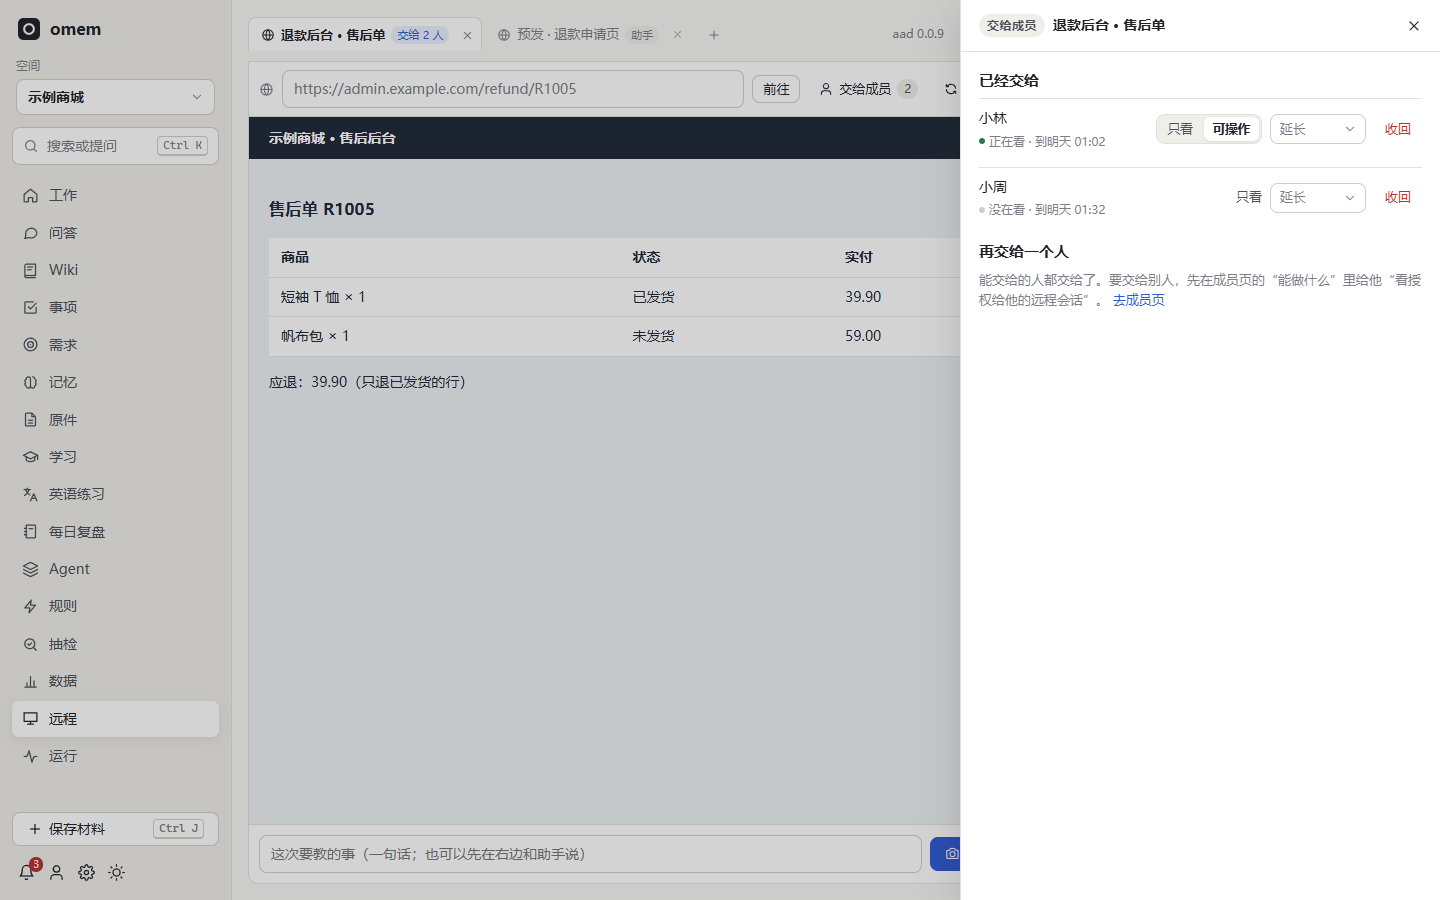 omem
空间
示例商城
搜索或提问 Ctrl K
工作
问答
Wiki
事项
需求
记忆
原件
学习
英语练习
每日复盘
Agent
规则
抽检
数据
远程
运行
保存材料 Ctrl J
3
退款后台 • 售后单 交给 2 人
预发 · 退款申请页 助手
aad 0.0.9
https://admin.example.com/refund/R1005 前往 交给成员 2
示例商城 • 售后后台
售后单 R1005
商品 状态 实付
短袖 T 恤 × 1 已发货 39.90
帆布包 × 1 未发货 59.00
应退：39.90（只退已发货的行）
这次要教的事（一句话；也可以先在右边和助手说）
交给成员 退款后台 • 售后单
已经交给
小林
正在看 · 到明天 01:02
只看 可操作 延长 收回
小周
没在看 · 到明天 01:32
只看 延长 收回
再交给一个人
能交给的人都交给了。要交给别人，先在成员页的“能做什么”里给他“看授
权给他的远程会话”。 去成员页